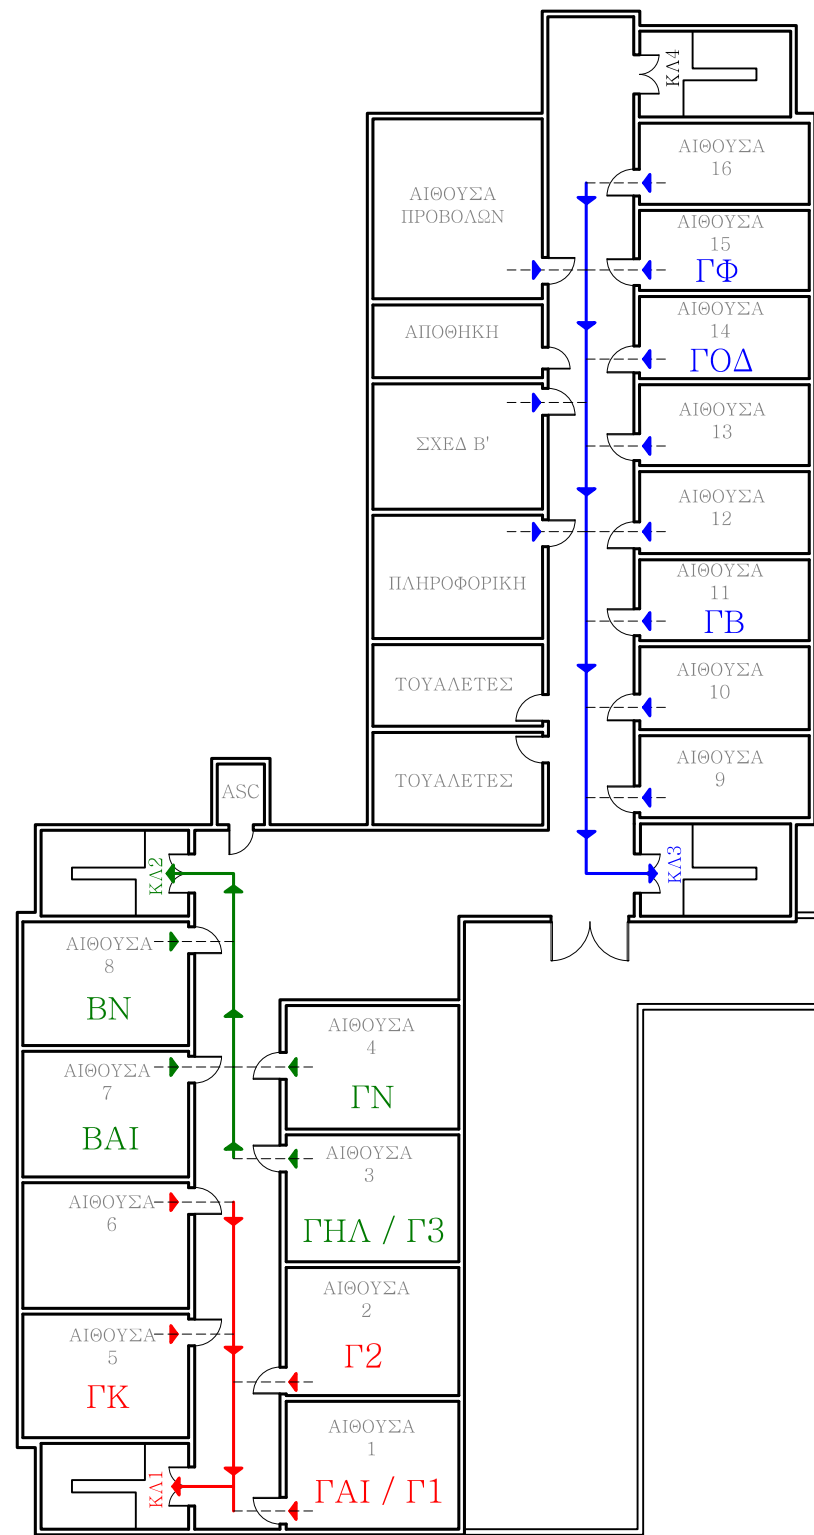 ΚΛ4
ΑΙΘΟΥΣΑ
16
ΑΙΘΟΥΣΑ
ΠΡΟΒΟΛΩΝ
ΑΙΘΟΥΣΑ
15
ΓΦ
ΑΠΟΘΗΚΗ
ΑΙΘΟΥΣΑ
14
ΓΟΔ
ΣΧΕΔ Β'
ΑΙΘΟΥΣΑ
13
ΑΙΘΟΥΣΑ
12
ΠΛΗΡΟΦΟΡΙΚΗ
ΑΙΘΟΥΣΑ
11
ΓΒ
ΤΟΥΑΛΕΤΕΣ
ΑΙΘΟΥΣΑ
10
ΤΟΥΑΛΕΤΕΣ
ΑΙΘΟΥΣΑ
9
ASC
ΚΛ2
ΚΛ3
ΑΙΘΟΥΣΑ
8
ΒΝ
ΑΙΘΟΥΣΑ
4
ΓΝ
ΑΙΘΟΥΣΑ
7
ΒΑΙ
ΑΙΘΟΥΣΑ
3
ΓΗΛ / Γ3
ΑΙΘΟΥΣΑ
6
ΑΙΘΟΥΣΑ
2
Γ2
ΑΙΘΟΥΣΑ
5
ΓΚ
ΑΙΘΟΥΣΑ
1
ΓΑΙ / Γ1
ΚΛ1